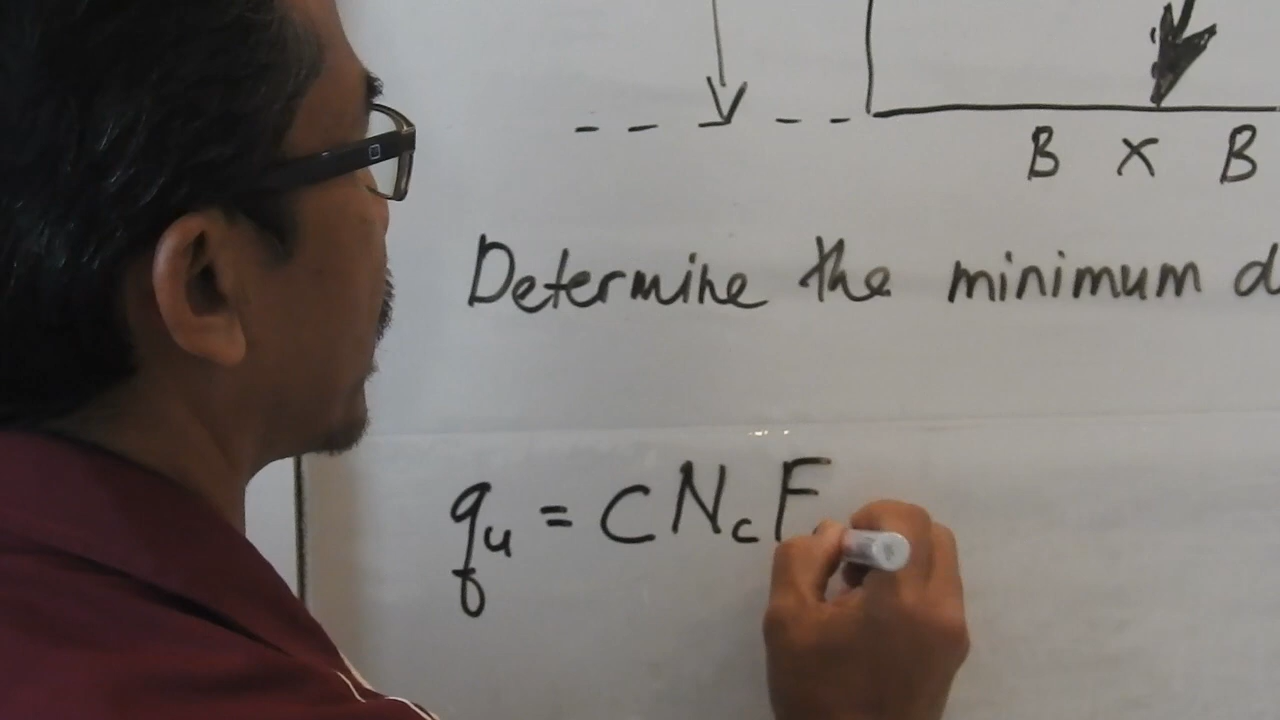 B x B
Determine the minimum d
qu = CNcF